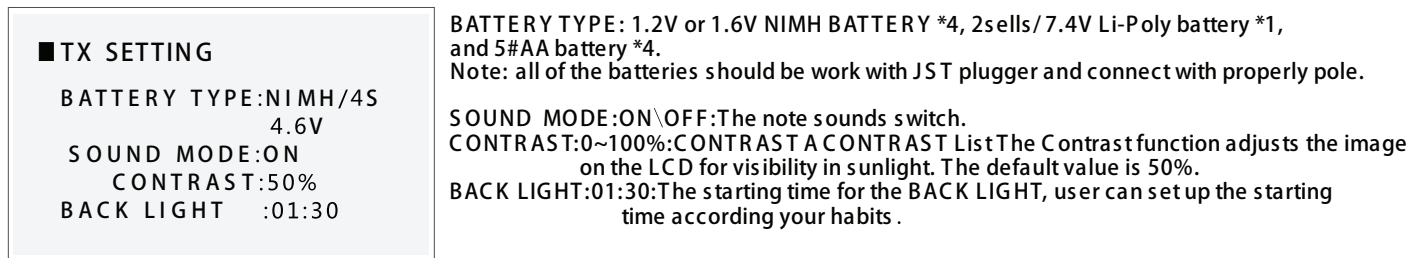 ■TX SETTING
BATTERY TYPE:NIMH/4S
4.6V
SOUND MODE:ON
CONTRAST:50%
BACK LIGHT :01:30
BATTERY TYPE: 1.2V or 1.6V NIMH BATTERY *4, 2sells/7.4V Li-Poly battery *1,
and 5#AA battery *4.
Note: all of the batteries should be work with JST plugger and connect with properly pole.
SOUND MODE:ON\OFF:The note sounds switch.
CONTRAST:0~100%:CONTRAST A CONTRAST List The Contrast function adjusts the image
on the LCD for visibility in sunlight. The default value is 50%.
BACK LIGHT:01:30:The starting time for the BACK LIGHT, user can set up the starting
time according your habits .